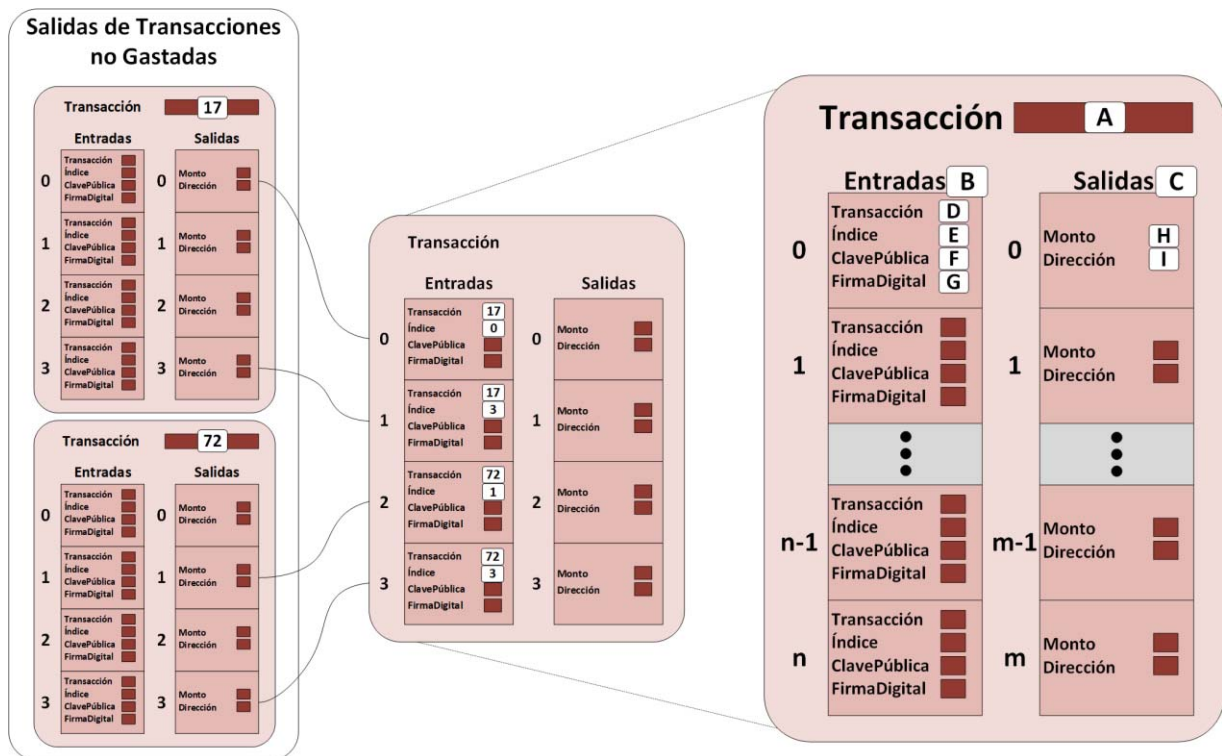 Salidas de Transacciones
no Gastadas
Transacción 17
Entradas Salidas
0
Transacción
Índice
ClavePública
FirmaDigital
0
Monto
Dirección
1
Transacción
Índice
ClavePública
FirmaDigital
1
Monto
Dirección
2
Transacción
Índice
ClavePública
FirmaDigital
2
Monto
Dirección
3
Transacción
Índice
ClavePública
FirmaDigital
3
Monto
Dirección
Transacción 72
Entradas Salidas
0
Transacción
Índice
ClavePública
FirmaDigital
0
Monto
Dirección
1
Transacción
Índice
ClavePública
FirmaDigital
1
Monto
Dirección
2
Transacción
Índice
ClavePública
FirmaDigital
2
Monto
Dirección
3
Transacción
Índice
ClavePública
FirmaDigital
3
Monto
Dirección
Transacción
Entradas Salidas
0
Transacción 17
Índice 0
ClavePública
FirmaDigital
0
Monto
Dirección
1
Transacción 17
Índice 3
ClavePública
FirmaDigital
1
Monto
Dirección
2
Transacción 72
Índice 1
ClavePública
FirmaDigital
2
Monto
Dirección
3
Transacción 72
Índice 3
ClavePública
FirmaDigital
3
Monto
Dirección
Transacción A
Entradas B Salidas C
0
Transacción D
Índice E
ClavePública F
FirmaDigital G
0
Monto H
Dirección I
1
Transacción
Índice
ClavePública
FirmaDigital
1
Monto
Dirección
n-1
Transacción
Índice
ClavePública
FirmaDigital
m-1
Monto
Dirección
n
Transacción
Índice
ClavePública
FirmaDigital
m
Monto
Dirección